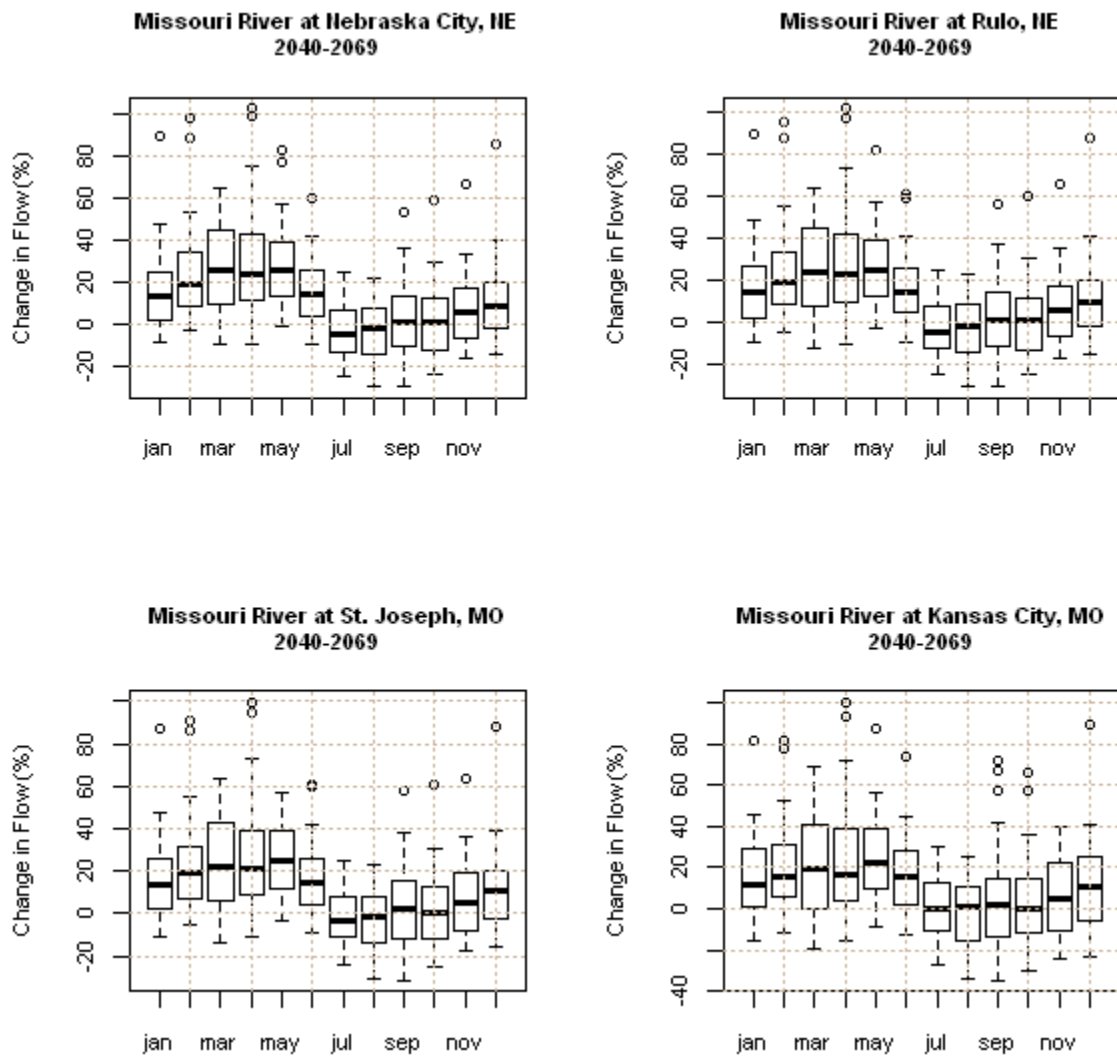 Missouri River at Nebraska City, NE
2040-2069
Change in Flow(%)
80
60
40
20
0
-20
jan mar may jul sep nov
Missouri River at Rulo, NE
2040-2069
Change in Flow(%)
80
60
40
20
0
-20
jan mar may jul sep nov
Missouri River at St. Joseph, MO
2040-2069
Change in Flow(%)
80
60
40
20
0
-20
jan mar may jul sep nov
Missouri River at Kansas City, MO
2040-2069
Change in Flow(%)
80
60
40
20
0
-40
jan mar may jul sep nov